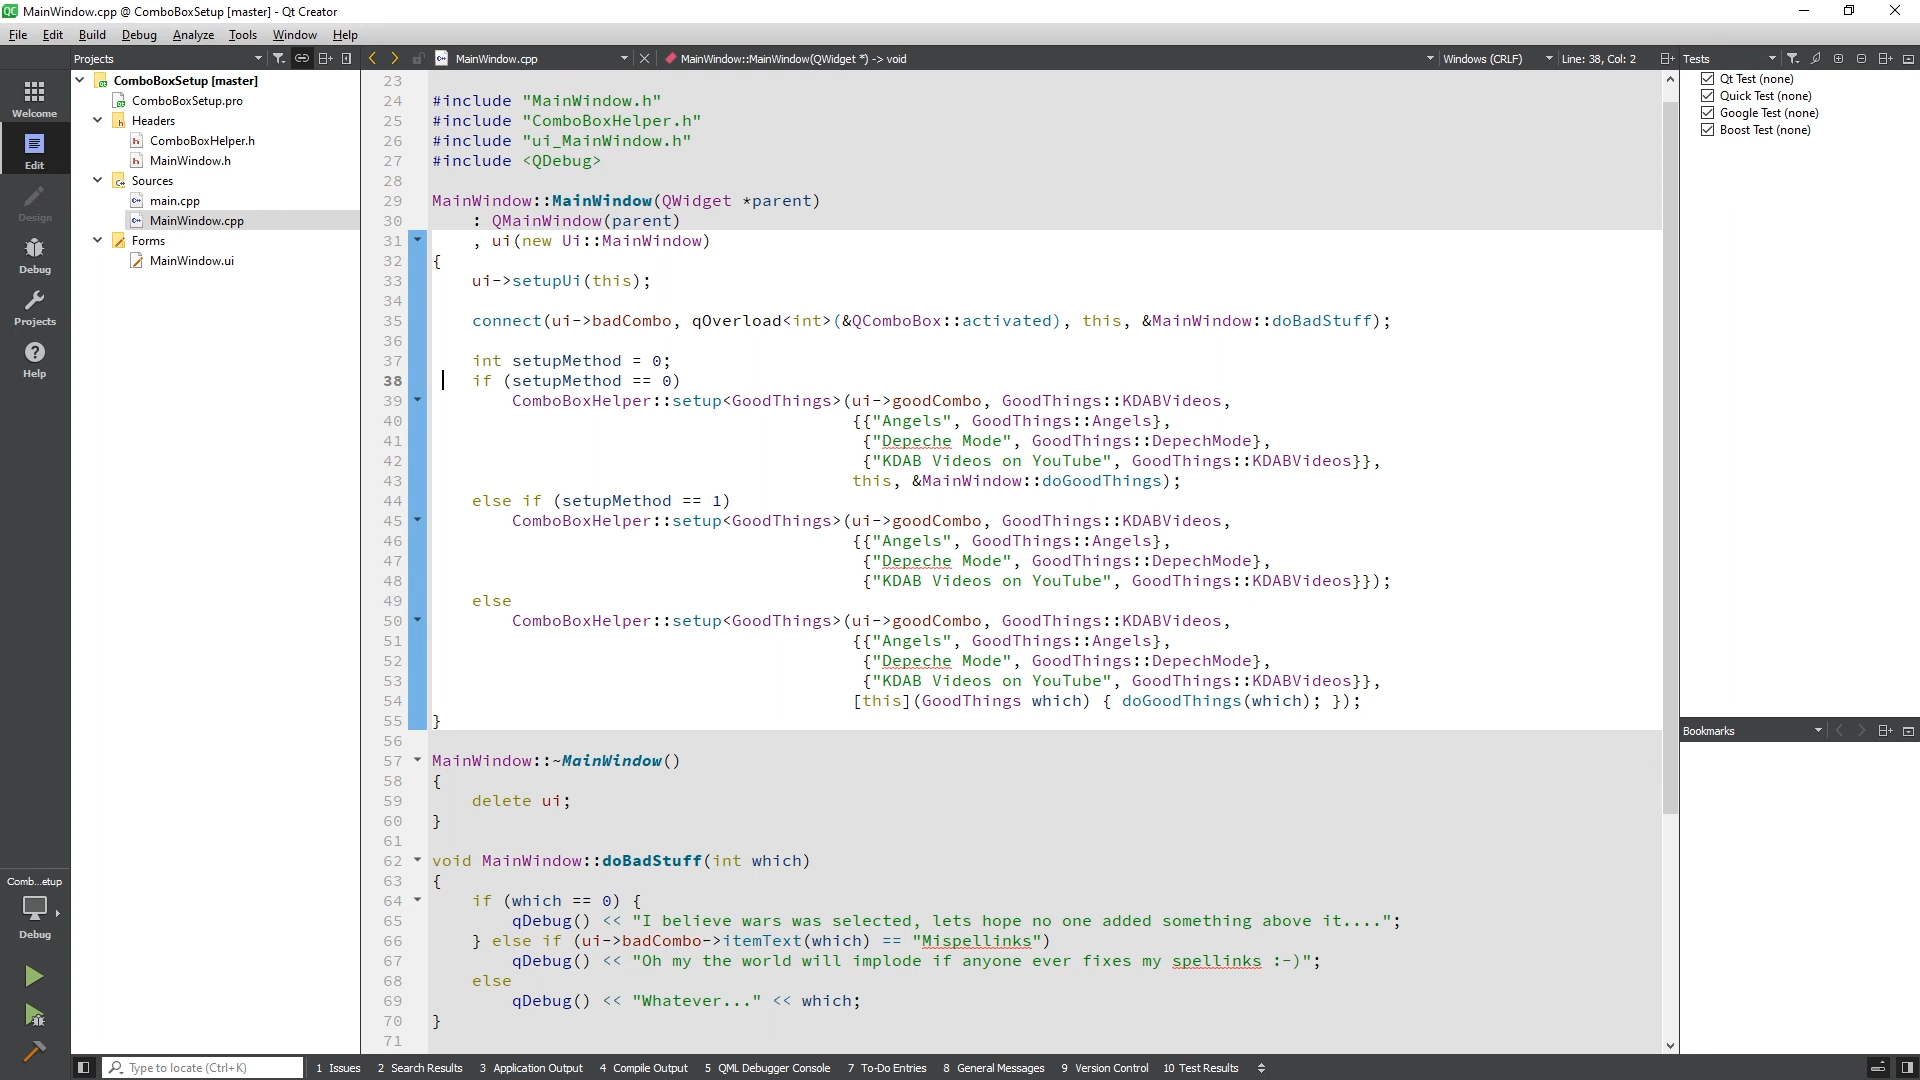 MainWindow.cpp @ ComboBoxSetup [master] - Qt Creator
File Edit Build Debug Analyze Tools Window Help
Projects
MainWindow.cpp
MainWindow::MainWindow(QWidget *) -> void
Windows (CRLF)
Line: 38, Col: 2
Tests
Welcome
Edit
Design
Debug
Projects
Help
Comb...etup
Debug
ComboBoxSetup [master]
ComboBoxSetup.pro
Headers
ComboBoxHelper.h
MainWindow.h
Sources
main.cpp
MainWindow.cpp
Forms
MainWindow.ui
23
24 #include "MainWindow.h"
25 #include "ComboBoxHelper.h"
26 #include "ui_MainWindow.h"
27 #include <QDebug>
28
29 MainWindow::MainWindow(QWidget *parent)
30     : QMainWindow(parent)
31     , ui(new Ui::MainWindow)
32 {
33     ui->setupUi(this);
34
35     connect(ui->badCombo, qOverload<int>(&QComboBox::activated), this, &MainWindow::doBadStuff);
36
37     int setupMethod = 0;
38     if (setupMethod == 0)
39         ComboBoxHelper::setup<GoodThings>(ui->goodCombo, GoodThings::KDABVideos,
40                                           {{"Angels", GoodThings::Angels},
41                                            {"Depeche Mode", GoodThings::DepechMode},
42                                            {"KDAB Videos on YouTube", GoodThings::KDABVideos}},
43                                           this, &MainWindow::doGoodThings);
44     else if (setupMethod == 1)
45         ComboBoxHelper::setup<GoodThings>(ui->goodCombo, GoodThings::KDABVideos,
46                                           {{"Angels", GoodThings::Angels},
47                                            {"Depeche Mode", GoodThings::DepechMode},
48                                            {"KDAB Videos on YouTube", GoodThings::KDABVideos}});
49     else
50         ComboBoxHelper::setup<GoodThings>(ui->goodCombo, GoodThings::KDABVideos,
51                                           {{"Angels", GoodThings::Angels},
52                                            {"Depeche Mode", GoodThings::DepechMode},
53                                            {"KDAB Videos on YouTube", GoodThings::KDABVideos}},
54                                           [this](GoodThings which) { doGoodThings(which); });
55 }
56
57 MainWindow::~MainWindow()
58 {
59     delete ui;
60 }
61
62 void MainWindow::doBadStuff(int which)
63 {
64     if (which == 0) {
65         qDebug() << "I believe wars was selected, lets hope no one added something above it....";
66     } else if (ui->badCombo->itemText(which) == "Mispellinks")
67         qDebug() << "Oh my the world will implode if anyone ever fixes my spellinks :-)";
68     else
69         qDebug() << "Whatever..." << which;
70 }
71
Qt Test (none)
Quick Test (none)
Google Test (none)
Boost Test (none)
Bookmarks
Type to locate (Ctrl+K)
1 Issues 2 Search Results 3 Application Output 4 Compile Output 5 QML Debugger Console 7 To-Do Entries 8 General Messages 9 Version Control 10 Test Results